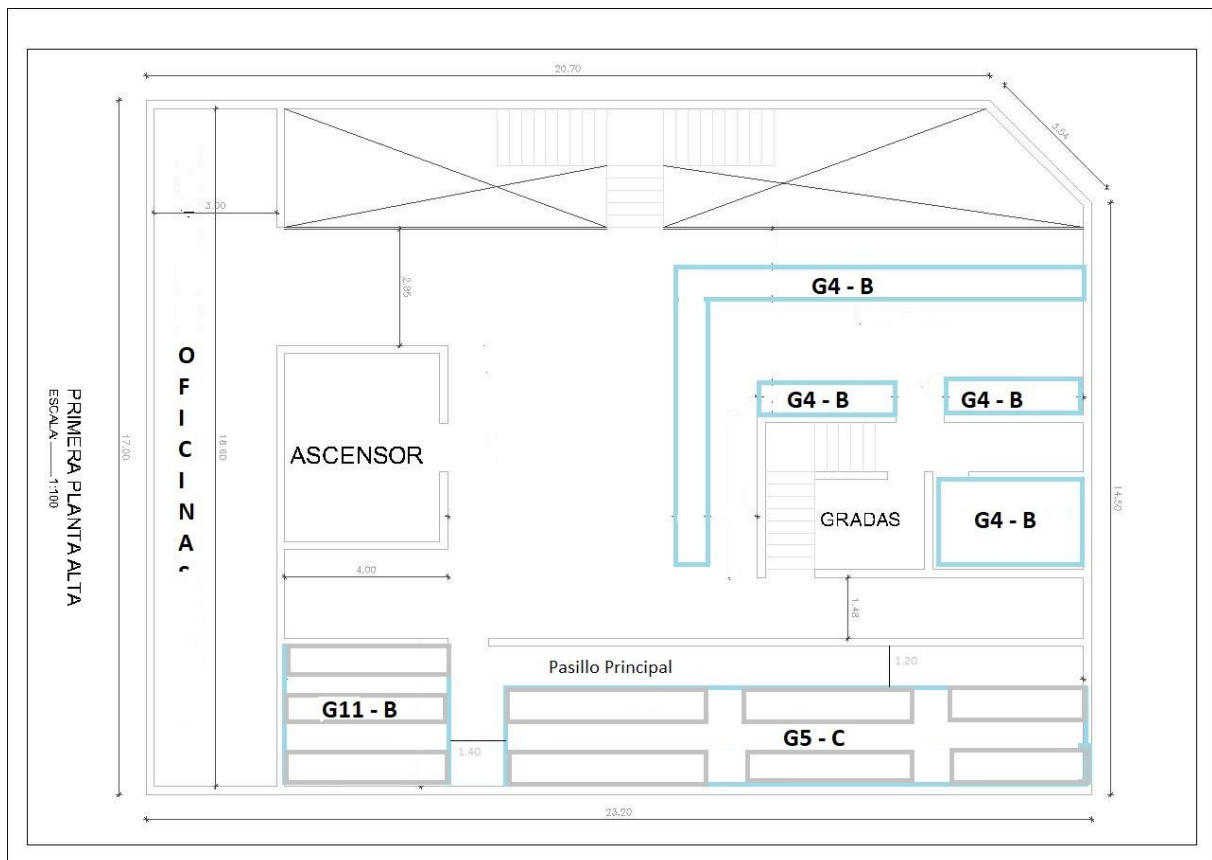 20.70
3.54
3.00
2.85
G4 - B
G4 - B
G4 - B
O
F
I
C
I
N
A
PRIMERA PLANTA ALTA
ESCALA: 1:100
17.00
16.60
ASCENSOR
14.50
GRADAS
G4 - B
4.00
1.48
Pasillo Principal
1.20
G11 - B
G5 - C
1.40
23.20